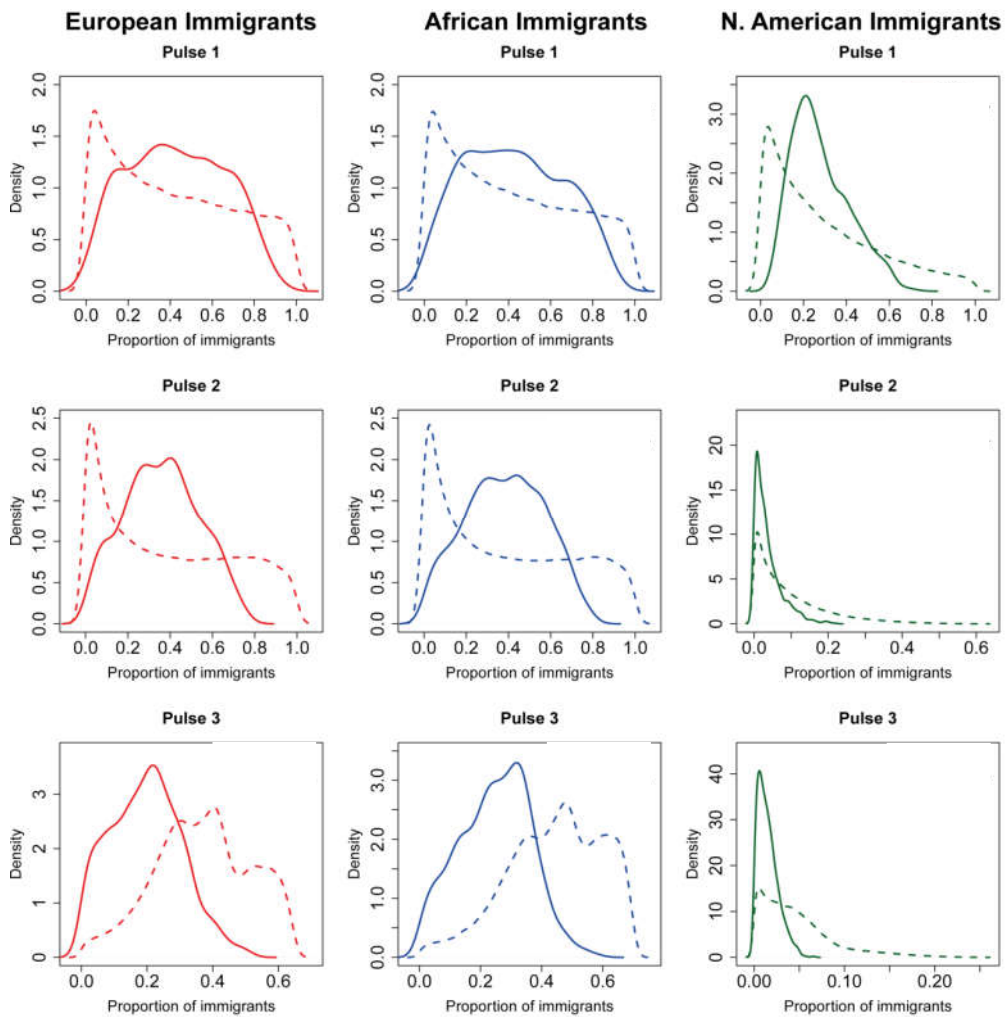 European Immigrants
African Immigrants
N. American Immigrants
Pulse 1
Pulse 1
Pulse 1
Density
0.0 0.5 1.0 1.5 2.0
0.0 0.2 0.4 0.6 0.8 1.0
Proportion of immigrants
Density
0.0 0.5 1.0 1.5 2.0
0.0 0.2 0.4 0.6 0.8 1.0
Proportion of immigrants
Density
0.0 1.0 2.0 3.0
0.0 0.2 0.4 0.6 0.8 1.0
Proportion of immigrants
Pulse 2
Pulse 2
Pulse 2
Density
0.0 0.5 1.0 1.5 2.0 2.5
0.0 0.2 0.4 0.6 0.8 1.0
Proportion of immigrants
Density
0.0 0.5 1.0 1.5 2.0 2.5
0.0 0.2 0.4 0.6 0.8 1.0
Proportion of immigrants
Density
0 5 10 15 20
0.0 0.2 0.4 0.6
Proportion of immigrants
Pulse 3
Pulse 3
Pulse 3
Density
0 1 2 3
0.0 0.2 0.4 0.6
Proportion of immigrants
Density
0.0 1.0 2.0 3.0
0.0 0.2 0.4 0.6
Proportion of immigrants
Density
0 10 20 30 40
0.00 0.10 0.20
Proportion of immigrants